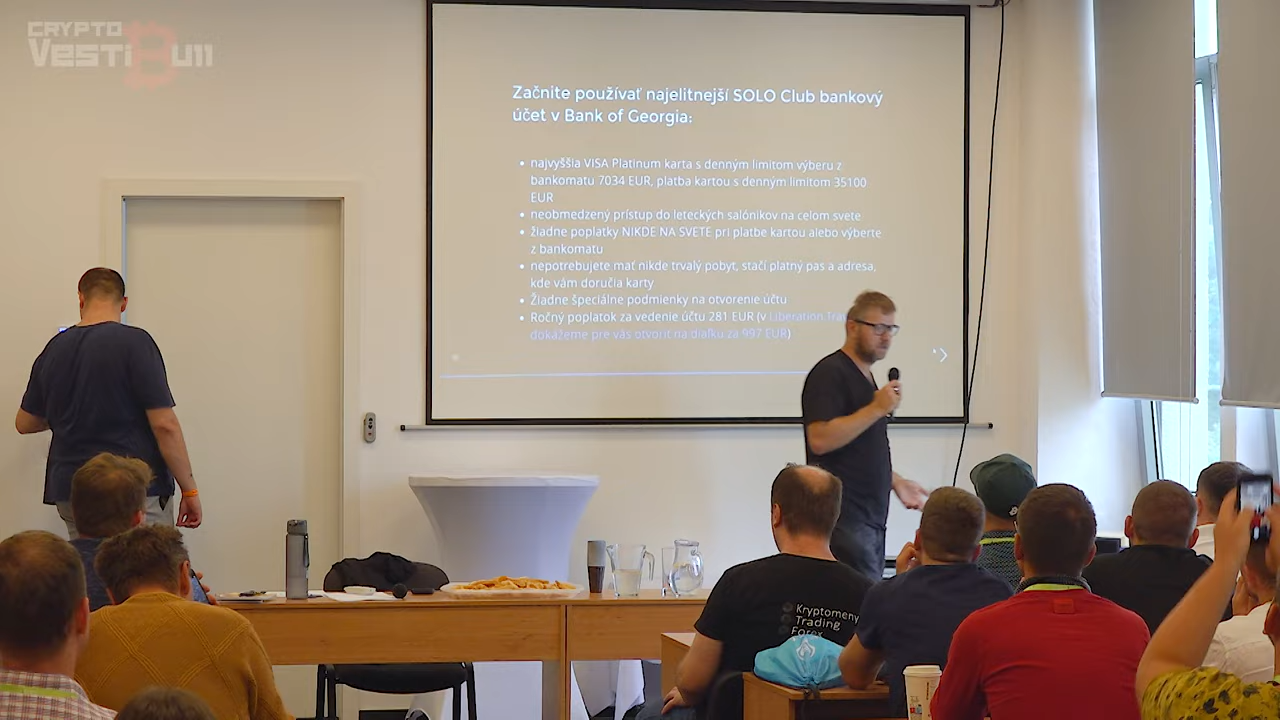 CRYPTO
VestiBull
Začnite používať najelitnejší SOLO Club bankový
účet v Bank of Georgia:
• najvyššia VISA Platinum karta s denným limitom výberu z
bankomatu 7034 EUR, platba kartou s denným limitom 35100
EUR
• neobmedzený prístup do leteckých salónikov na celom svete
• žiadne poplatky NIKDE NA SVETE pri platbe kartou alebo výberte
z bankomatu
• nepotrebujete mať nikde trvalý pobyt, stačí platný pas a adresa,
kde vám doručia karty
• Žiadne špeciálne podmienky na otvorenie účtu
• Ročný poplatok za vedenie účtu 281 EUR (v Liberation
dokážeme pre vás otvoriť na diaľku za 997 EUR)
Kryptomeny
Trading
Forex